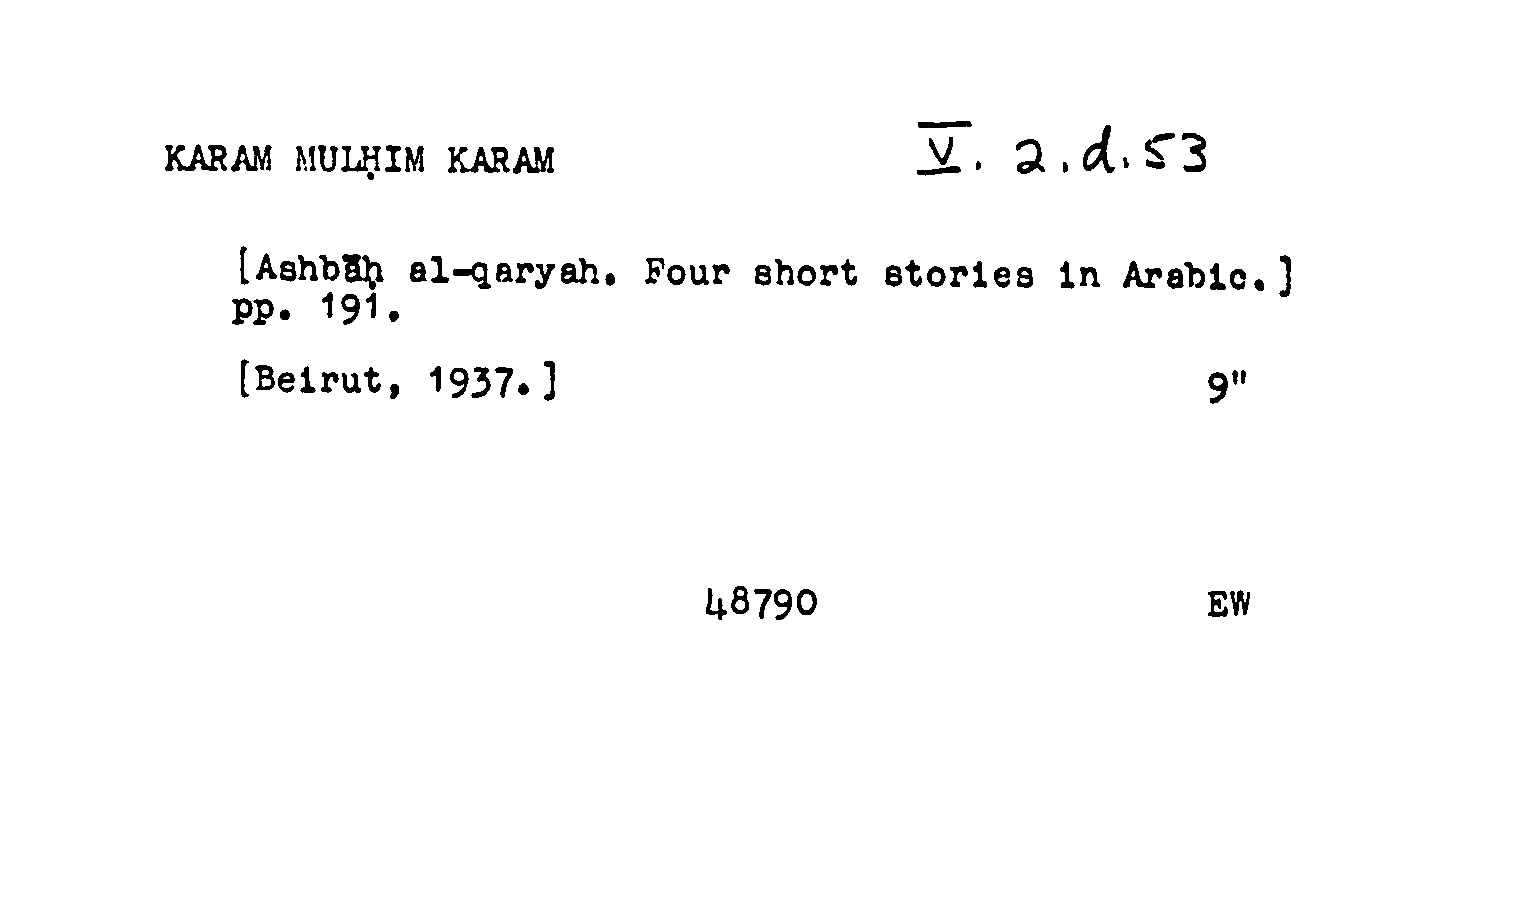 KARAM MULḤIM KARAM V. 2.d.53
[Ashbāḥ al-qaryah. Four short stories in Arabic.]
pp. 191.
[Beirut, 1937.] 9"
48790 EW